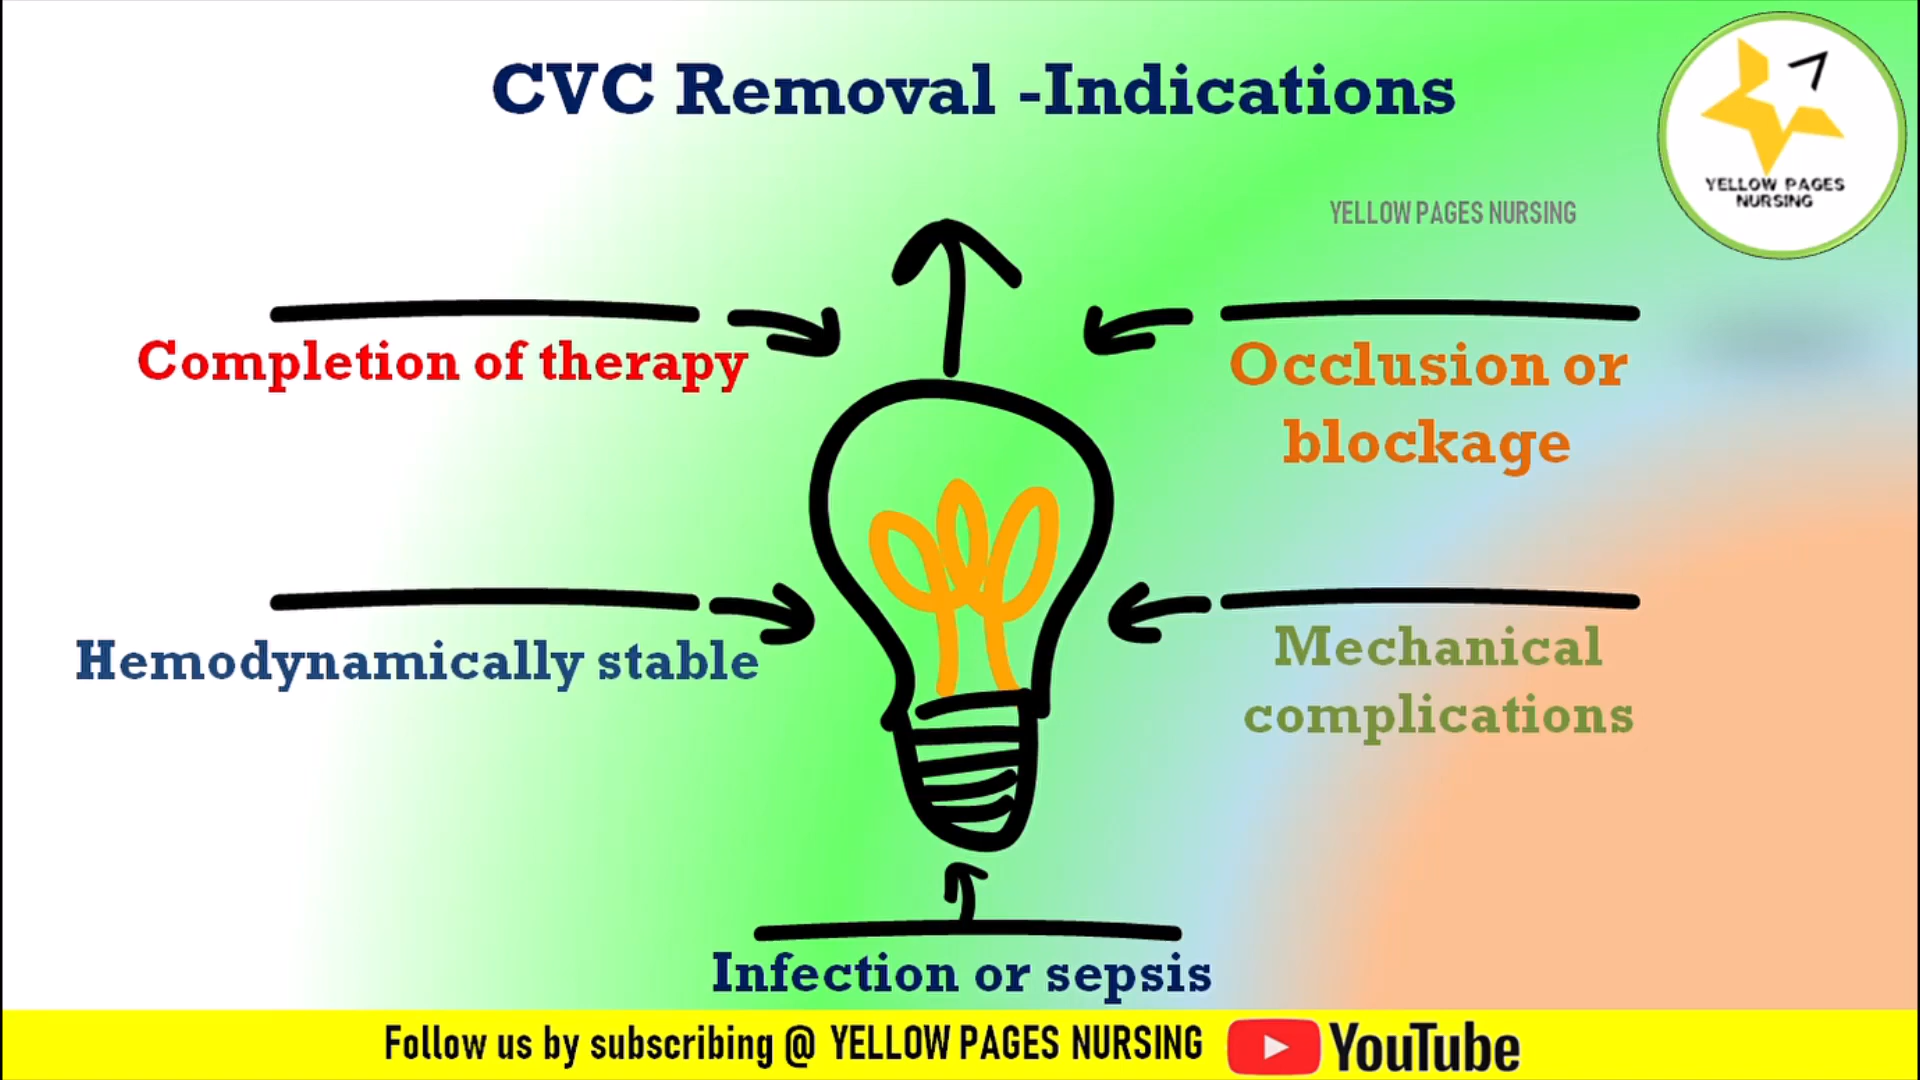 CVC Removal -Indications
YELLOW PAGES
NURSING
YELLOW PAGES NURSING
Completion of therapy
Occlusion or
blockage
Hemodynamically stable
Mechanical
complications
Infection or sepsis
Follow us by subscribing @ YELLOW PAGES NURSING YouTube